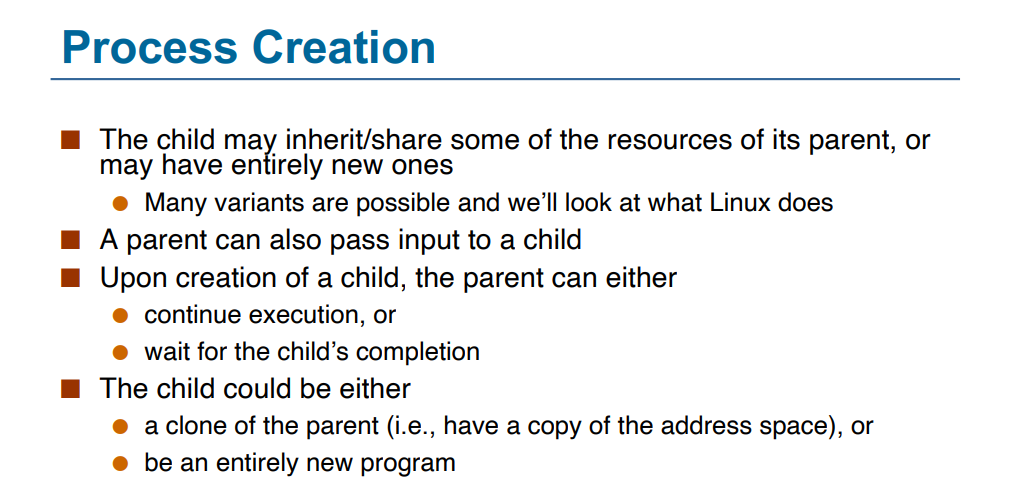 Process Creation
The child may inherit/share some of the resources of its parent, or
may have entirely new ones
Many variants are possible and we'll look at what Linux does
A parent can also pass input to a child
Upon creation of a child, the parent can either
continue execution, or
wait for the child's completion
The child could be either
a clone of the parent (i.e., have a copy of the address space), or
be an entirely new program